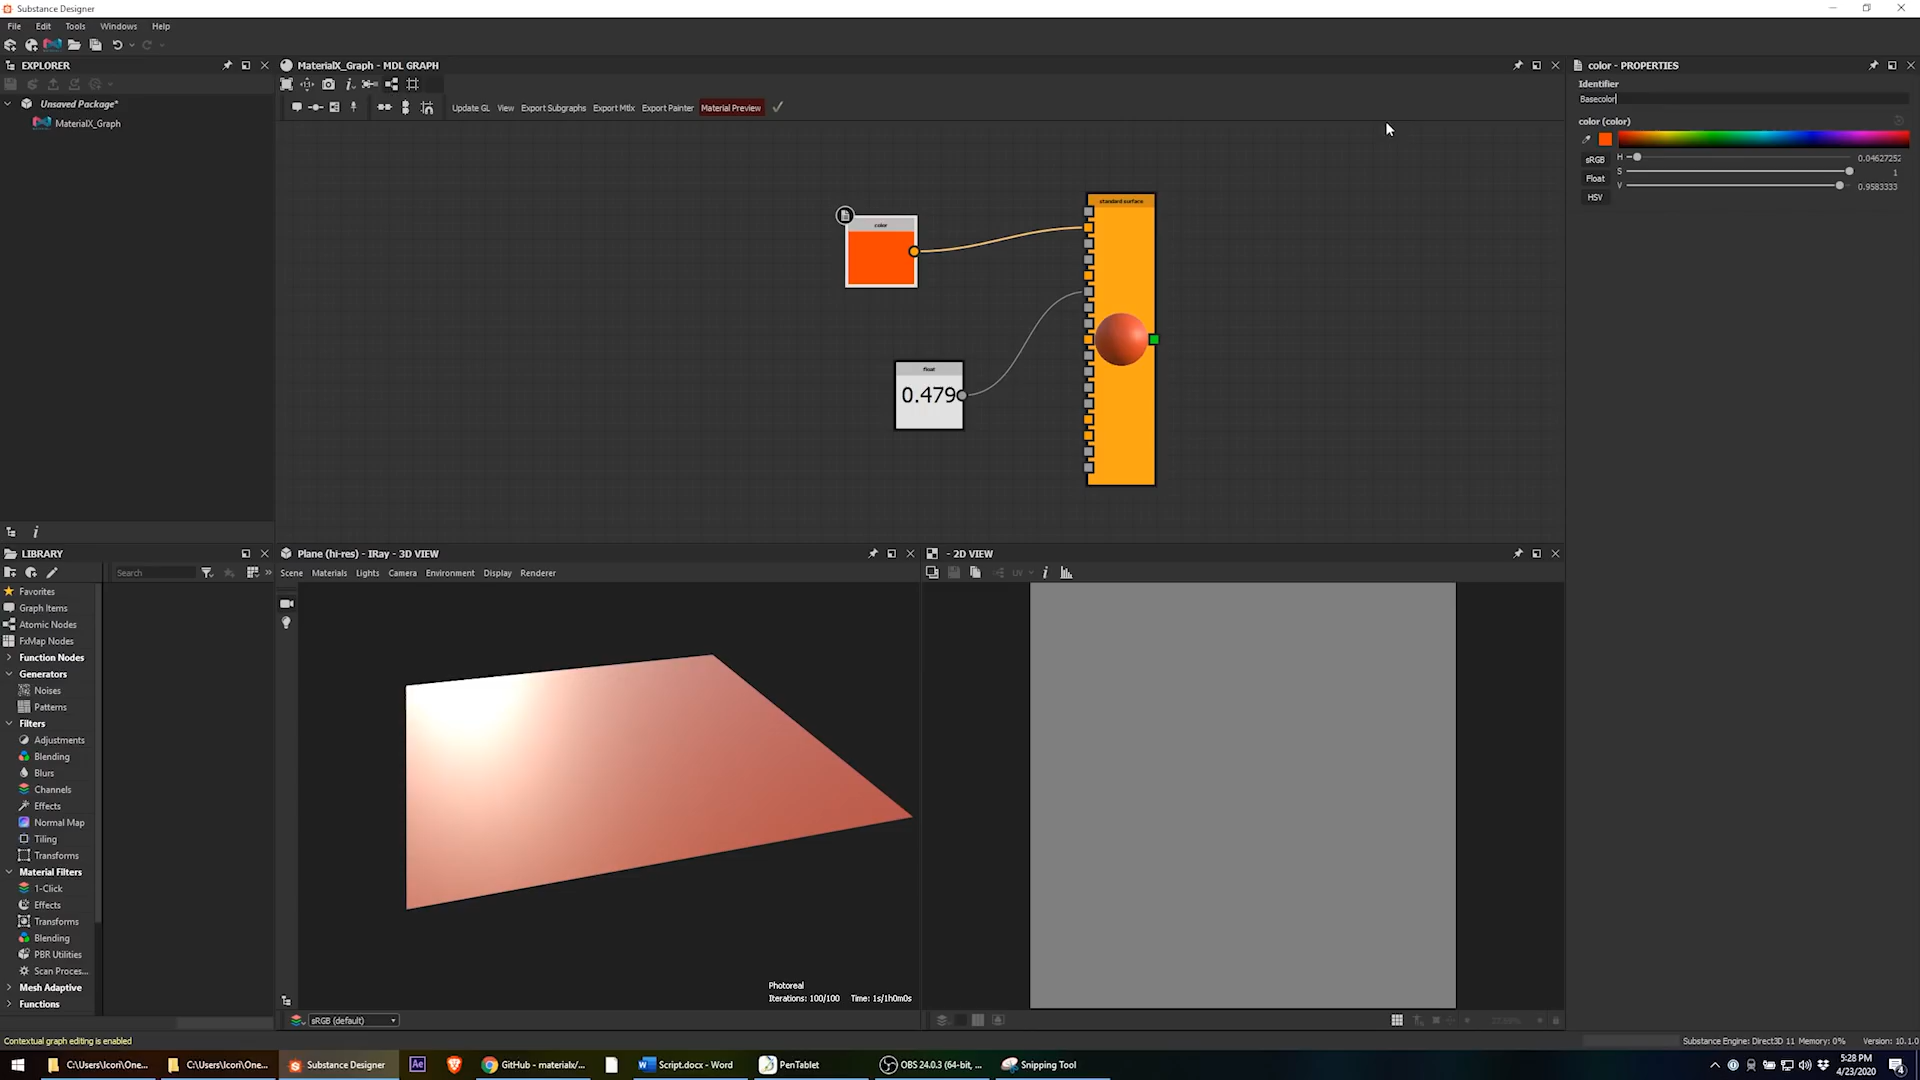 Substance Designer
File Edit Tools Windows Help
EXPLORER
Unsaved Package*
MaterialX_Graph
MaterialX_Graph - MDL GRAPH
Update GL View Export Subgraphs Export Mtlx Export Painter Material Preview
color
standard surface
float
0.479
color - PROPERTIES
Identifier
Basecolor
color (color)
sRGB
Float
HSV
H 0.04627252
S 1
V 0.9583333
LIBRARY
Search
Favorites
Graph Items
Atomic Nodes
FxMap Nodes
Function Nodes
Generators
Noises
Patterns
Filters
Adjustments
Blending
Blurs
Channels
Effects
Normal Map
Tiling
Transforms
Material Filters
1-Click
Effects
Transforms
Blending
PBR Utilities
Scan Proces...
Mesh Adaptive
Functions
Plane (hi-res) - IRay - 3D VIEW
Scene Materials Lights Camera Environment Display Renderer
Photoreal
Iterations: 100/100 Time: 1s/1h0m0s
sRGB (default)
- 2D VIEW
UV
Contextual graph editing is enabled
Substance Engine: Direct3D 11 Memory: 0% Version: 10.1.0
C:\Users\Icori\One...
C:\Users\Icori\One...
Substance Designer
Ae
GitHub - materialx/...
Script.docx - Word
PenTablet
OBS 24.0.3 (64-bit, ...
Snipping Tool
5:28 PM
4/23/2020
4